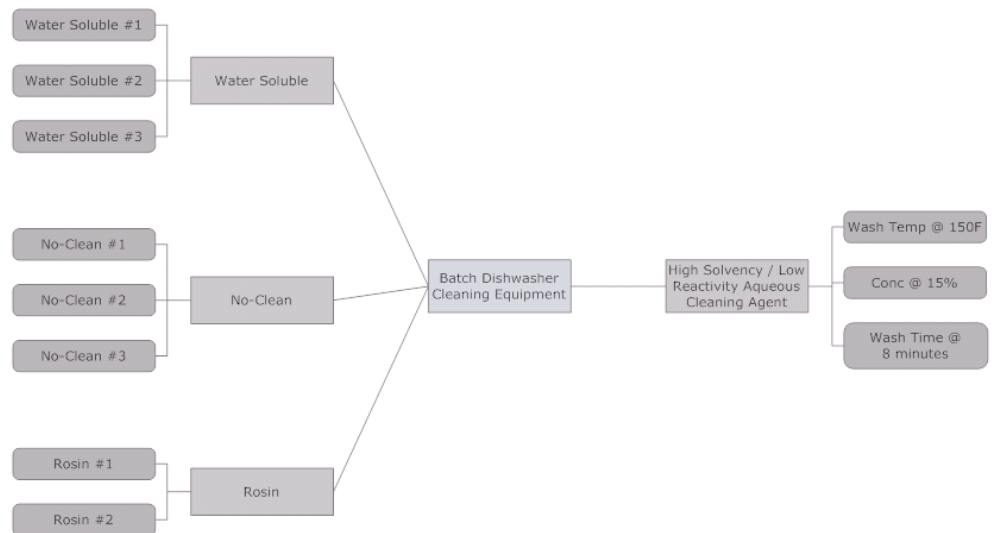 Water Soluble #1
Water Soluble #2
Water Soluble #3
Water Soluble
No-Clean #1
No-Clean #2
No-Clean #3
No-Clean
Rosin #1
Rosin #2
Rosin
Batch Dishwasher
Cleaning Equipment
High Solvency / Low
Reactivity Aqueous
Cleaning Agent
Wash Temp @ 150F
Conc @ 15%
Wash Time @
8 minutes